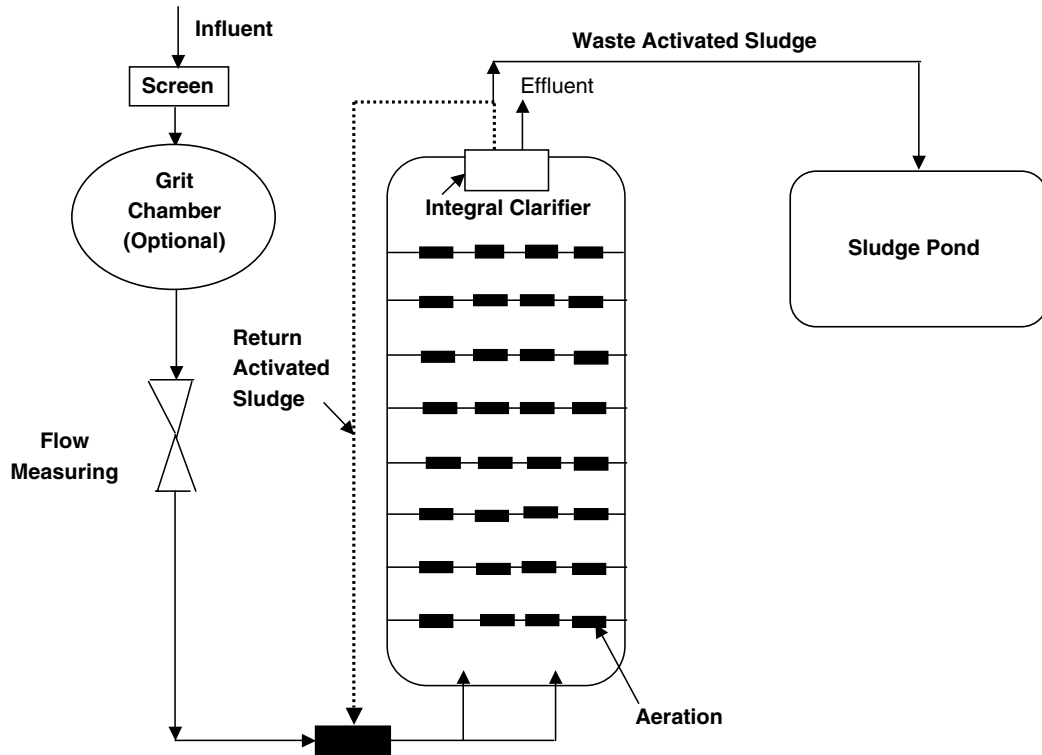 Influent
Screen
Grit
Chamber
(Optional)
Flow
Measuring
Return
Activated
Sludge
Waste Activated Sludge
Effluent
Integral Clarifier
Aeration
Sludge Pond